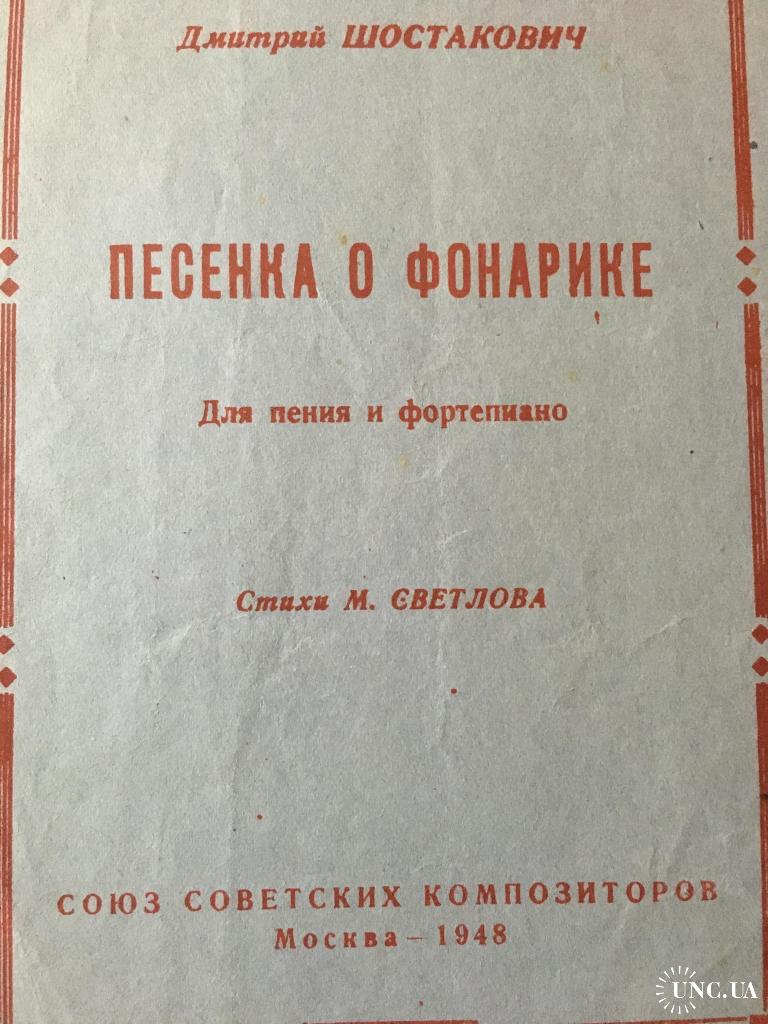 Дмитрий ШОСТАКОВИЧ
ПЕСЕНКА О ФОНАРИКЕ
Для пения и фортепиано
Стихи М. СВЕТЛОВА
СОЮЗ СОВЕТСКИХ КОМПОЗИТОРОВ
Москва — 1948
UNC.UA